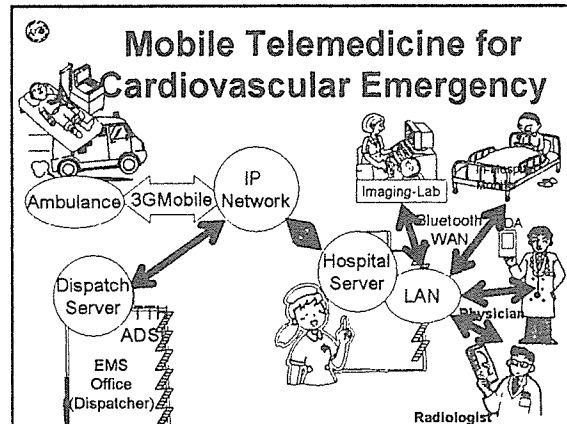 Mobile Telemedicine for
Cardiovascular Emergency
Ambulance
3GMobile
IP
Network
Imaging-Lab
Bluetooth
WAN
Hospital
Server
LAN
Dispatch
Server
ADS
EMS
Office
(Dispatcher)
Physician
Radiologist